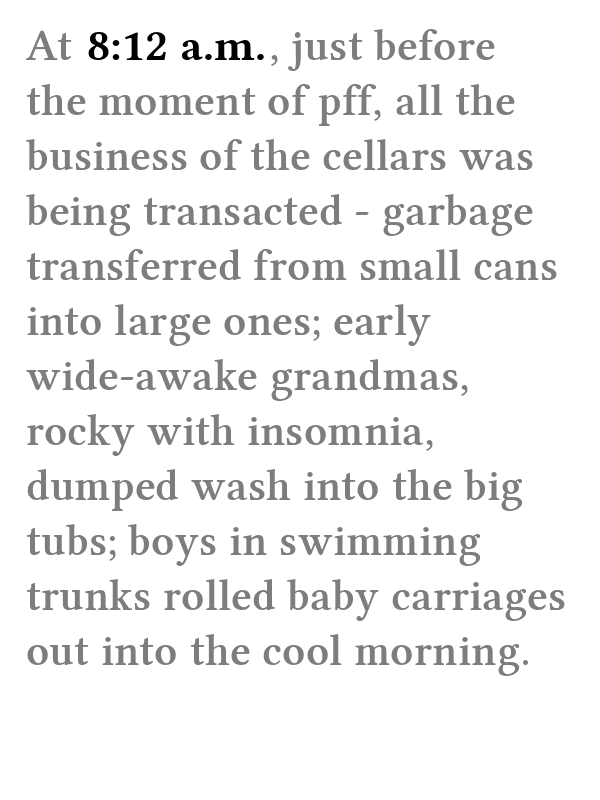 At 8:12 a.m., just before
the moment of pff, all the
business of the cellars was
being transacted - garbage
transferred from small cans
into large ones; early
wide-awake grandmas,
rocky with insomnia,
dumped wash into the big
tubs; boys in swimming
trunks rolled baby carriages
out into the cool morning.